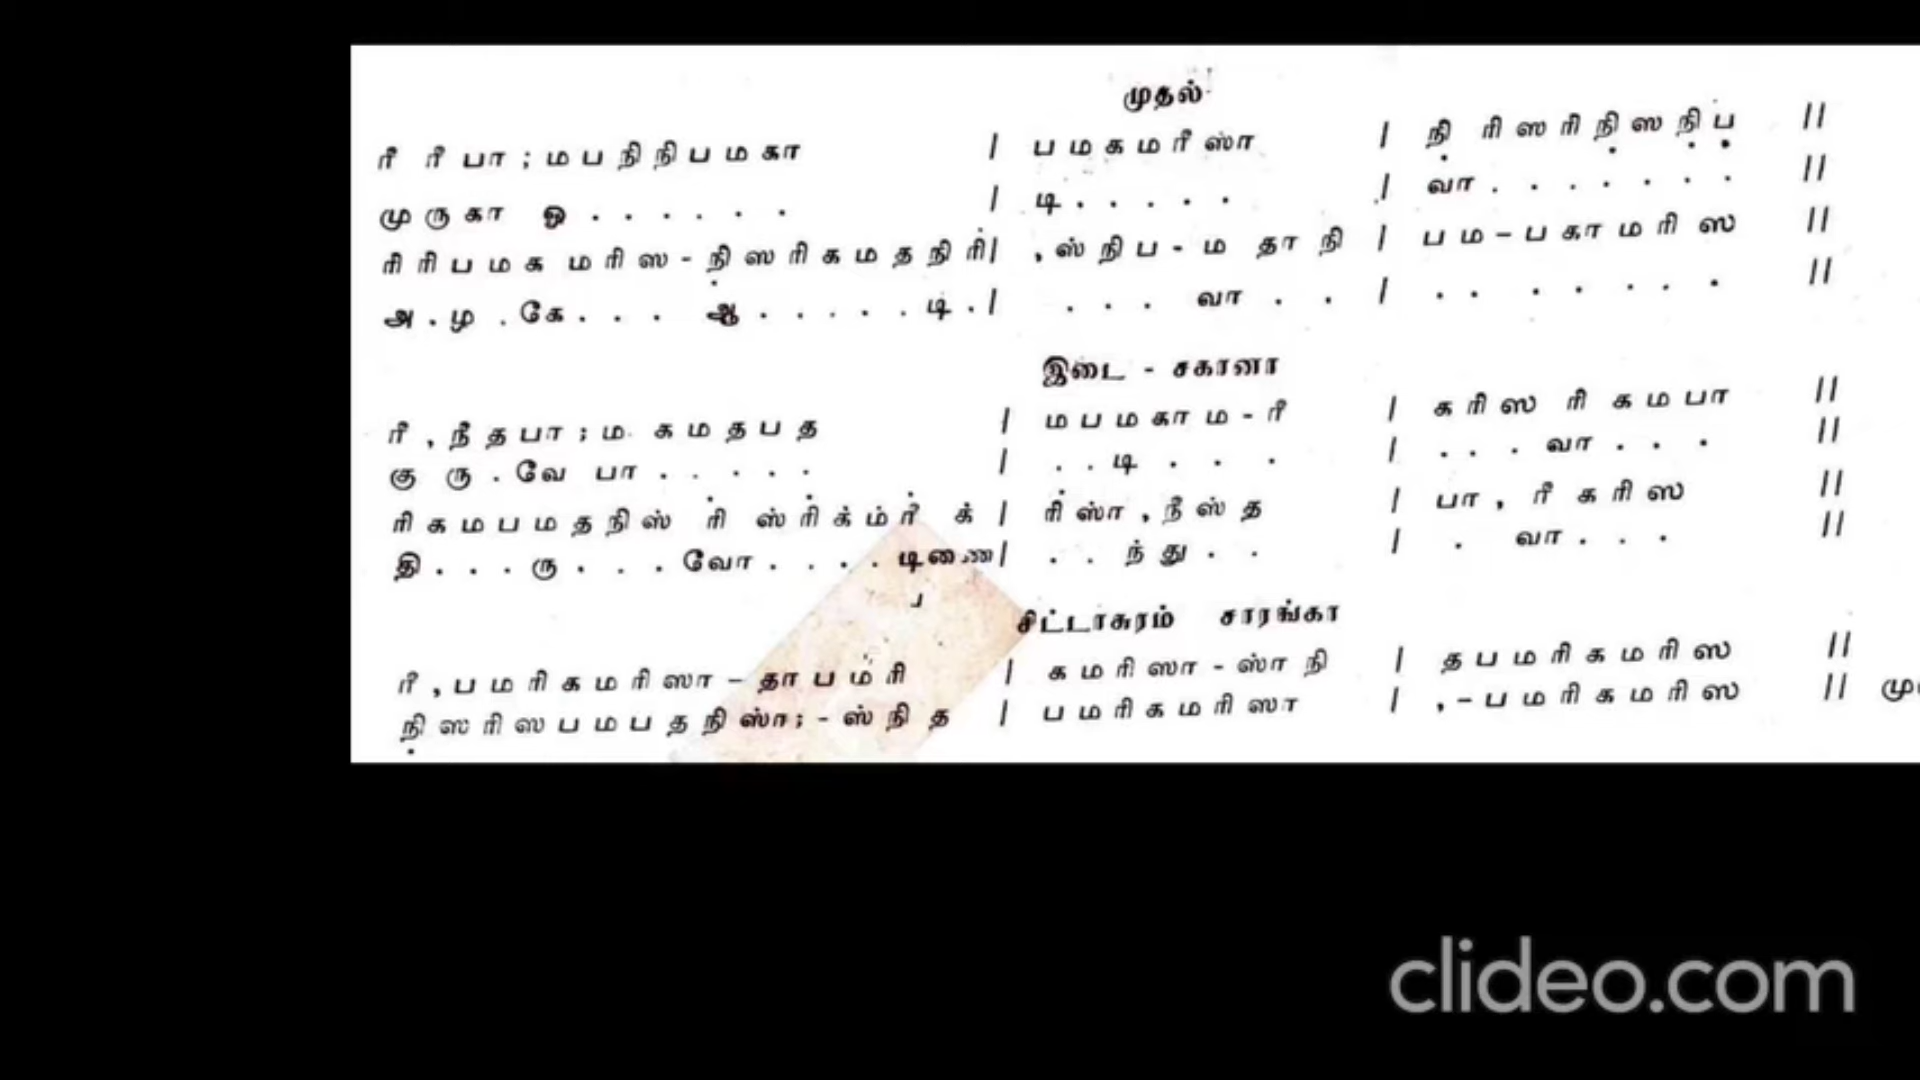 முதல்
ரீ ரீ பா ; ம ப நி நி ப ம கா | ப ம க ம ரீ ஸா | நி ரி ஸ ரி நி ஸ நி ப ||
முருகா ஓ . . . . . . | டி . . . . . | வா . . . . . . . ||
ரி ரி ப ம க ம ரி ஸ - நி ஸ ரி க ம த நி ரி | , ஸ் நி ப - ம தா நி | ப ம - ப கா ம ரி ஸ ||
அ . ழ . கே . . . ஆ . . . . . டி . | . . . வா . . | . . . . . . . ||
இடை - சகானா
ரீ , நீ த பா ; ம க ம த ப த | ம ப ம கா ம - ரீ | க ரி ஸ ரி க ம பா ||
கு ரு . வே பா . . . . . | . . டி . . . | . . . வா . . . ||
ரி க ம ப ம த நி ஸ் ரி ஸ் ரி க் ம் ரீ க் | ரி ஸா , நீ ஸ் த | பா , ரீ க ரி ஸ ||
தி . . . ரு . . . வோ . . . . டிணை | . . ந் து . . | . வா . . . ||
சிட்டாசுரம் சாரங்கா
ரீ , ப ம ரி க ம ரி ஸா - தா ப ம் ரி | க ம ரி ஸா - ஸ் நி | த ப ம ரி க ம ரி ஸ ||
நி ஸ ரி ஸ ப ம ப த நி ஸா ; - ஸ் நி த | ப ம ரி க ம ரி ஸா | , - ப ம ரி க ம ரி ஸ || மு
clideo.com